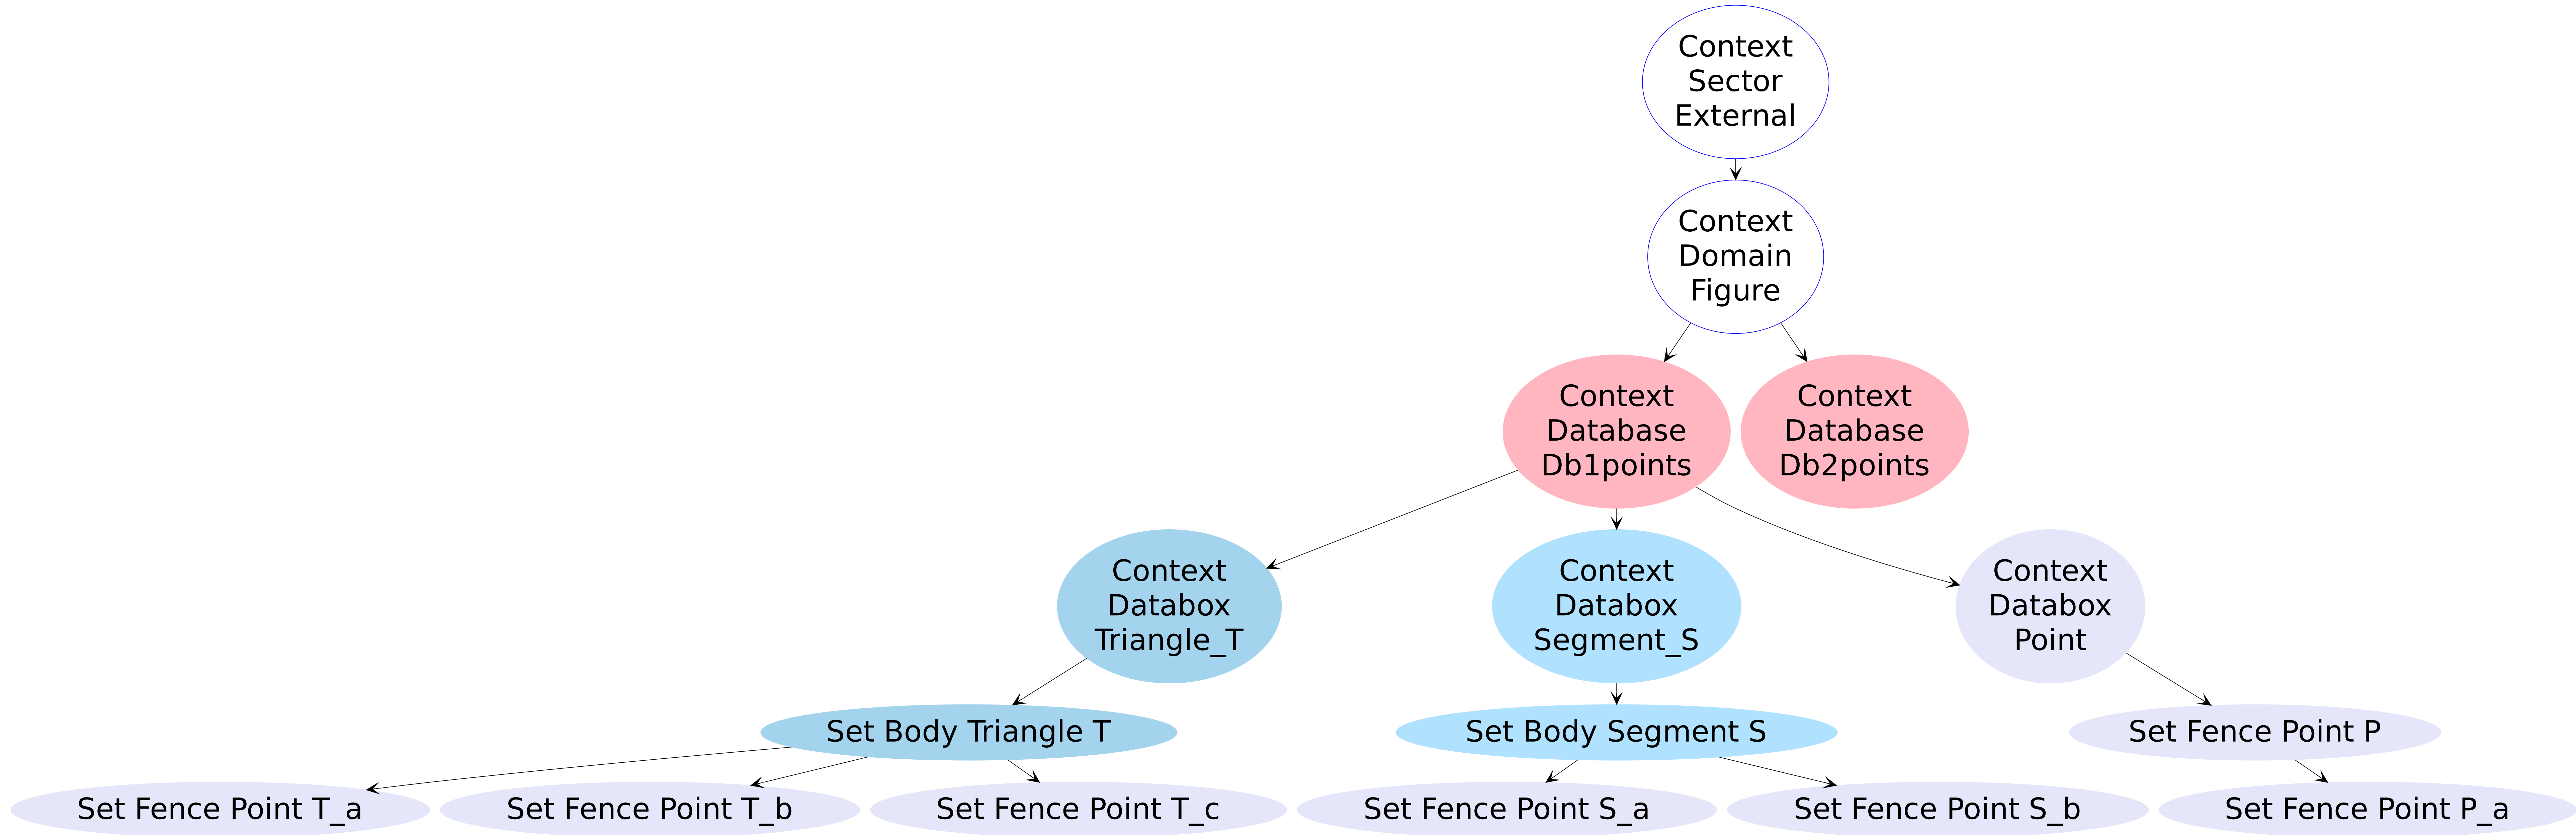 Context
Sector
External
Context
Domain
Figure
Context
Database
Db1points
Context
Database
Db2points
Context
Databox
Triangle_T
Context
Databox
Segment_S
Context
Databox
Point
Set Body Triangle T
Set Body Segment S
Set Fence Point P
Set Fence Point T_a
Set Fence Point T_b
Set Fence Point T_c
Set Fence Point S_a
Set Fence Point S_b
Set Fence Point P_a